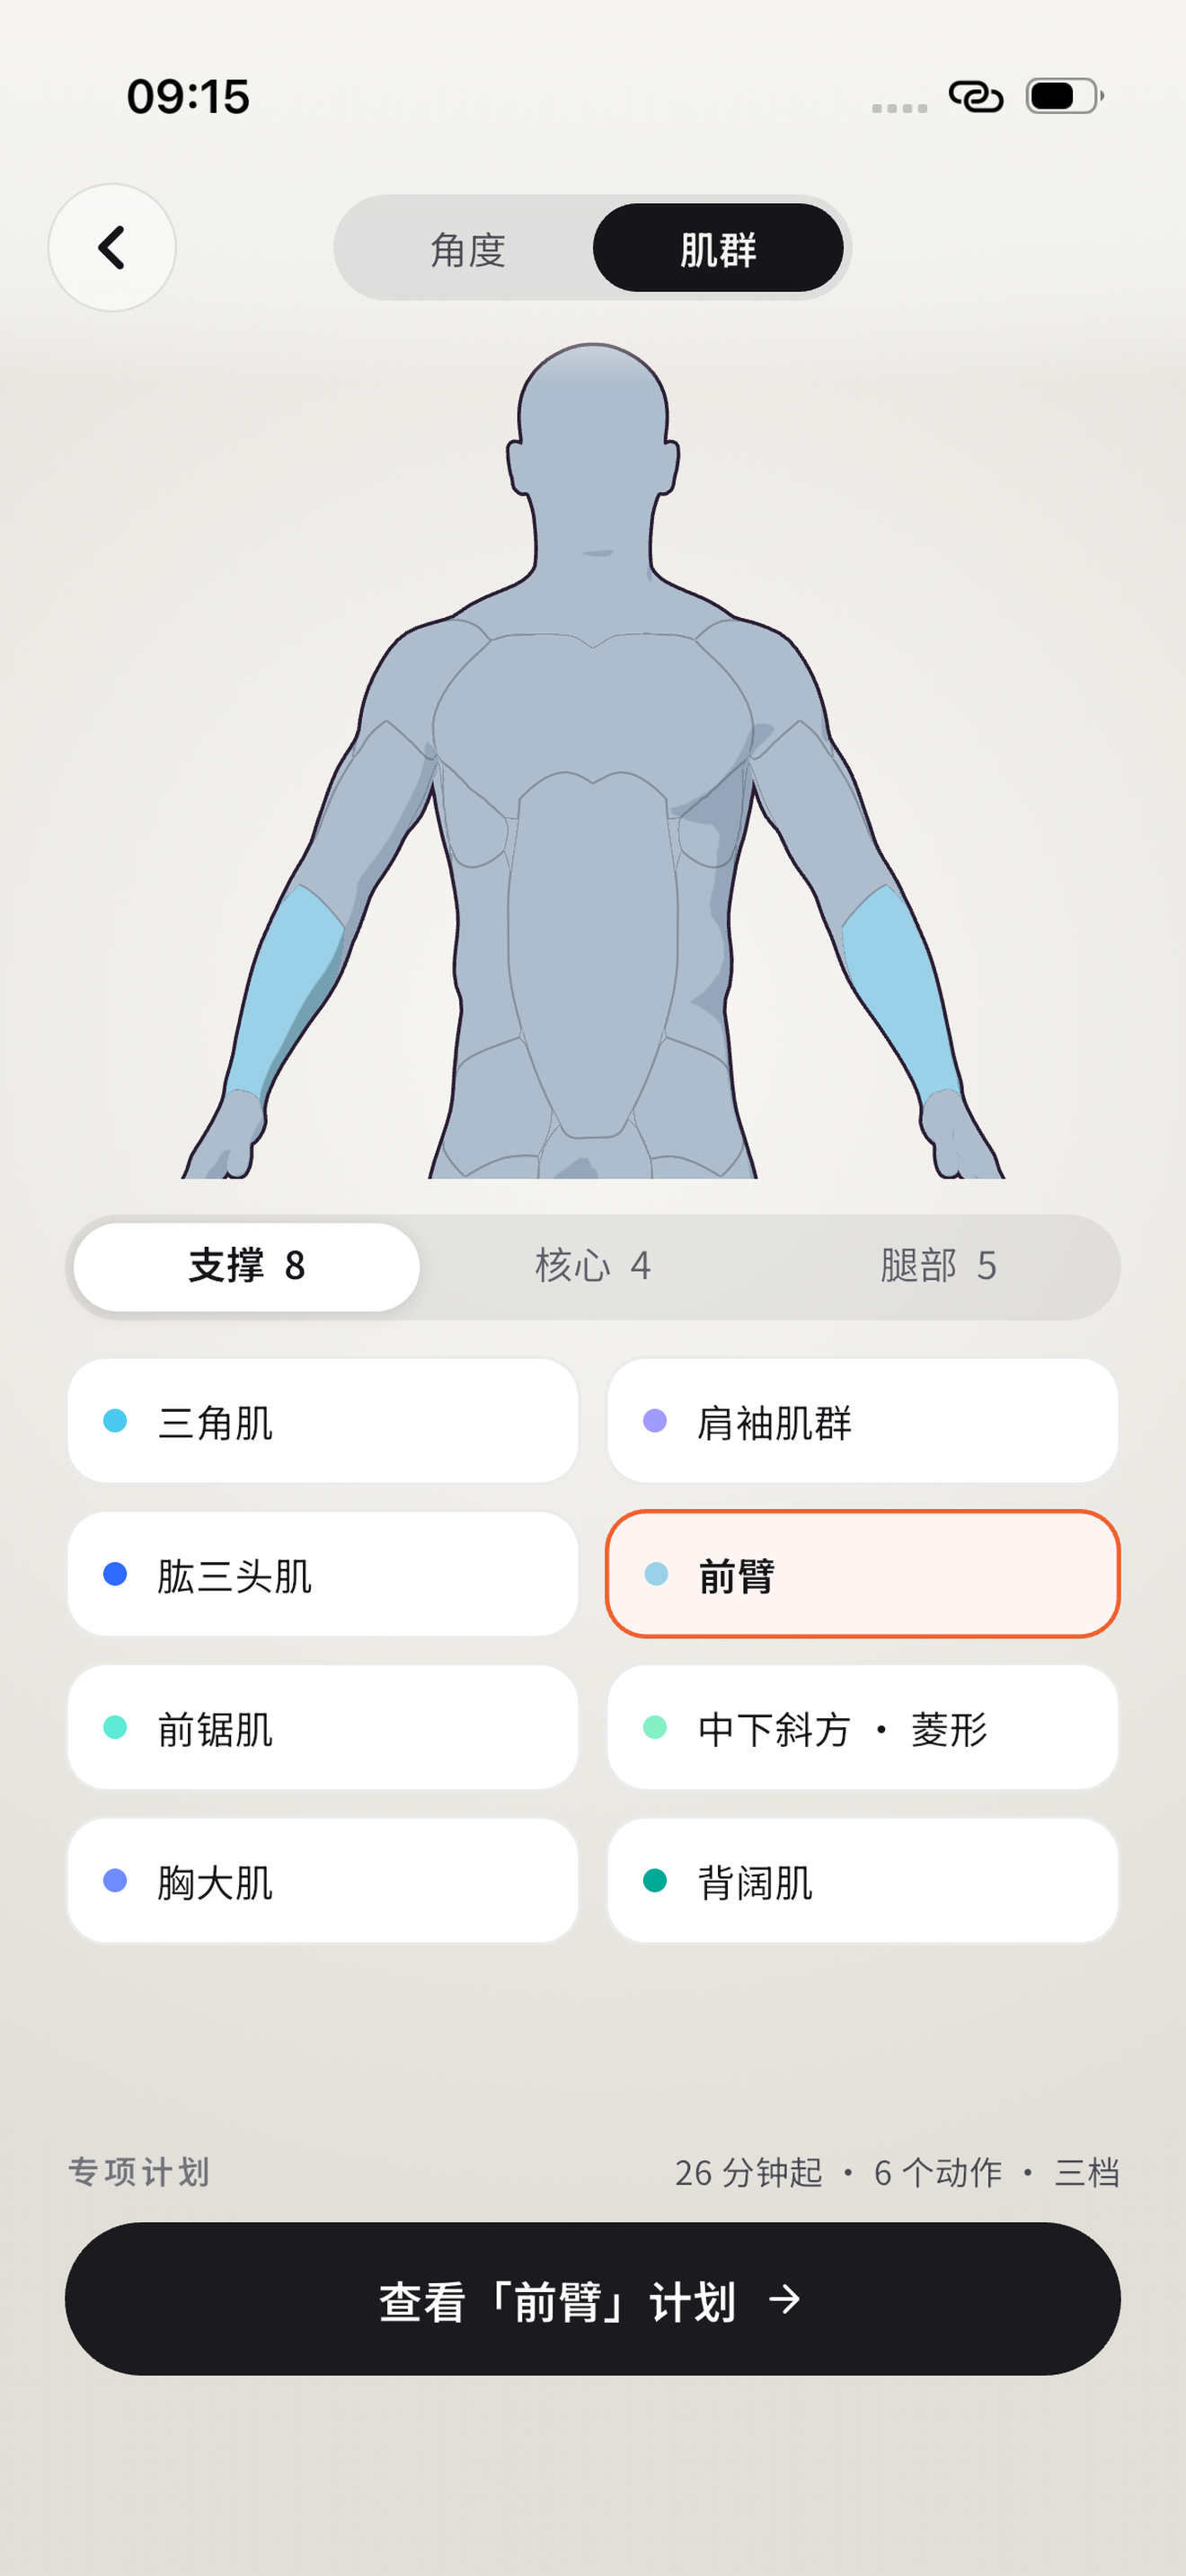 09:15
角度 肌群
支撑 8 核心 4 腿部 5
三角肌 肩袖肌群
肱三头肌 前臂
前锯肌 中下斜方 · 菱形
胸大肌 背阔肌
专项计划 26 分钟起 · 6 个动作 · 三档
查看「前臂」计划 →